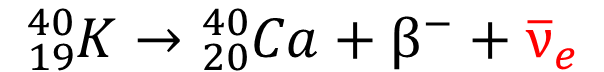 ⁴⁰₁₉K → ⁴⁰₂₀Ca + β⁻ + ν̅ₑ